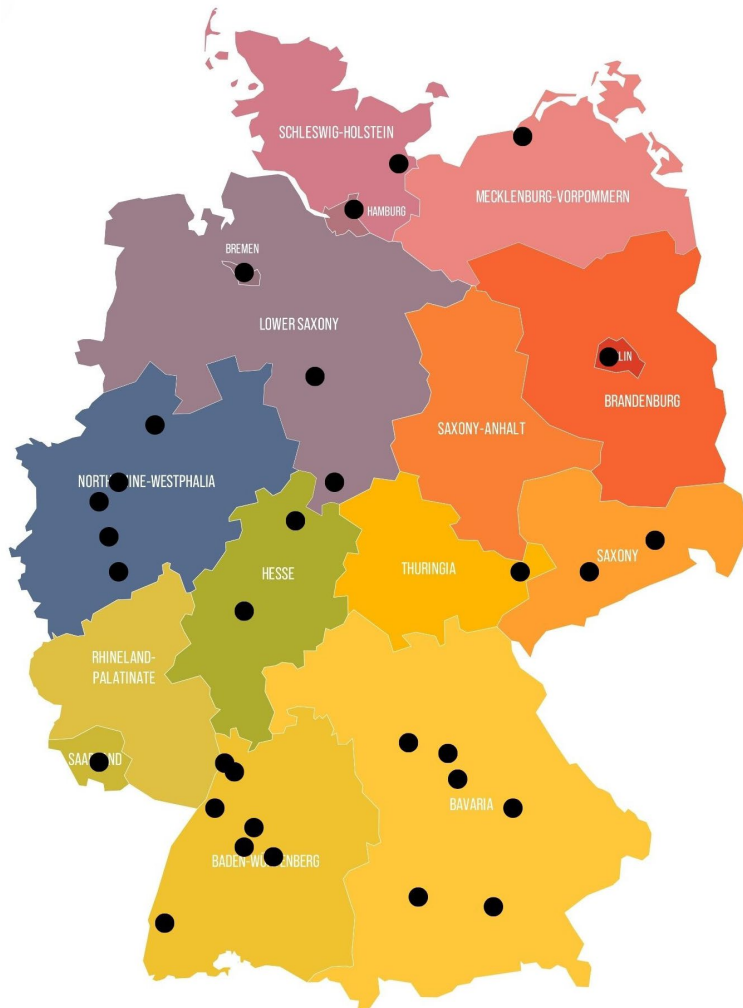 SCHLESWIG-HOLSTEIN
MECKLENBURG-VORPOMMERN
HAMBURG
BREMEN
LOWER SAXONY
BRANDENBURG
SAXONY-ANHALT
SAXONY
THURINGIA
HESSE
RHINELAND-
PALATINATE
BAVARIA